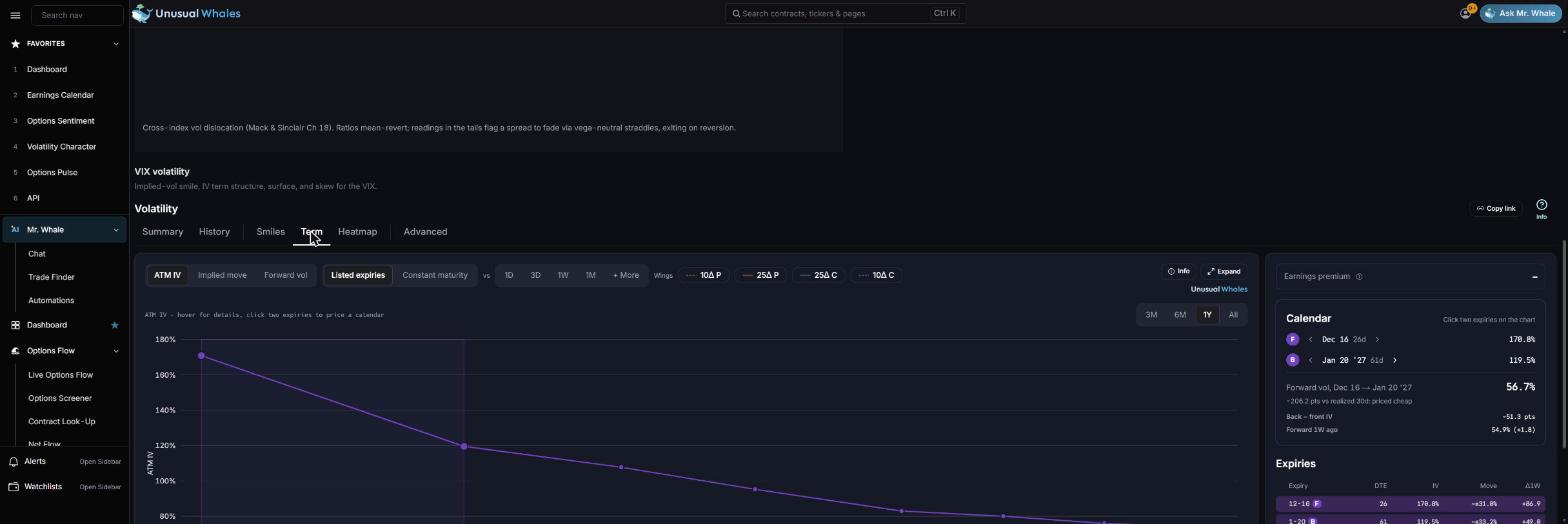 Search nav
Unusual Whales
Search contracts, tickers & pages
Ctrl K
9+
Ask Mr. Whale
FAVORITES
1 Dashboard
2 Earnings Calendar
3 Options Sentiment
4 Volatility Character
5 Options Pulse
6 API
AI Mr. Whale
Chat
Trade Finder
Automations
Dashboard
Options Flow
Live Options Flow
Options Screener
Contract Look-Up
Net Flow
Alerts Open Sidebar
Watchlists Open Sidebar
Cross-index vol dislocation (Mack & Sinclair Ch 18). Ratios mean-revert; readings in the tails flag a spread to fade via vega-neutral straddles, exiting on reversion.
VIX volatility
Implied-vol smile, IV term structure, surface, and skew for the VIX.
Volatility
Copy link
Info
Summary History Smiles Term Heatmap Advanced
ATM IV Implied move Forward vol Listed expiries Constant maturity vs 1D 3D 1W 1M + More Wings 10Δ P 25Δ P 25Δ C 10Δ C
Info Expand
Unusual Whales
ATM IV - hover for details, click two expiries to price a calendar
3M 6M 1Y All
180%
160%
140%
120%
100%
80%
ATM IV
Earnings premium –
Calendar Click two expiries on the chart
F Dec 16 26d 170.8%
B Jan 20 '27 61d 119.5%
Forward vol, Dec 16 → Jan 20 '27 56.7%
-206.2 pts vs realized 30d: priced cheap
Back − front IV -51.3 pts
Forward 1W ago 54.9% (+1.8)
Expiries
Expiry DTE IV Move Δ1W
12-16 F 26 170.8% ~±31.0% +86.9
1-20 B 61 119.5% ~±33.2% +49.0